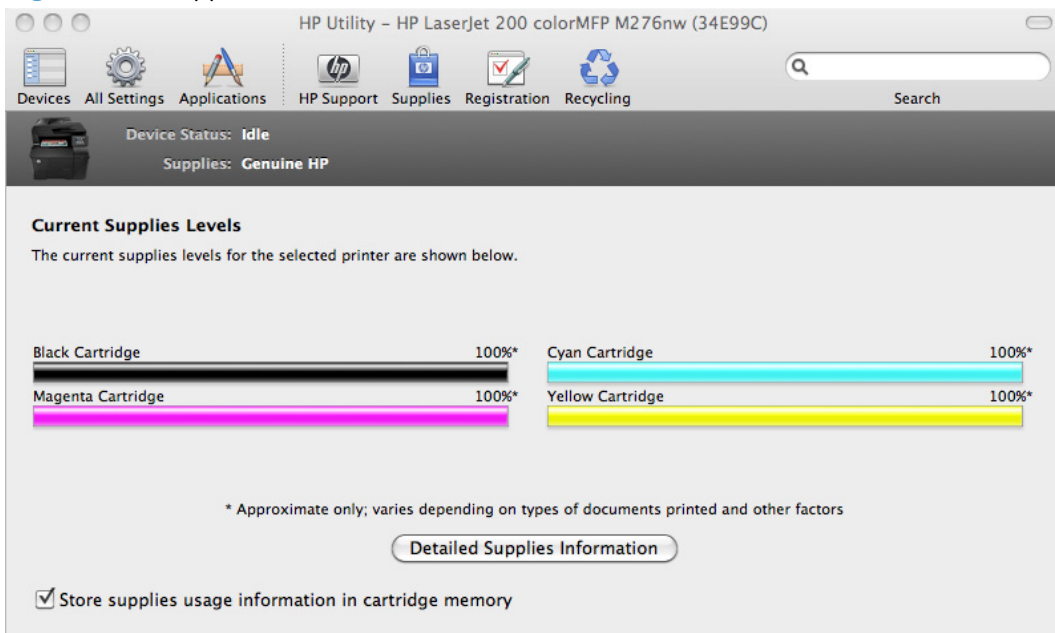 HP Utility – HP LaserJet 200 colorMFP M276nw (34E99C)
Devices All Settings Applications HP Support Supplies Registration Recycling Search
hp
Device Status: Idle
Supplies: Genuine HP
Current Supplies Levels
The current supplies levels for the selected printer are shown below.
Black Cartridge 100%* Cyan Cartridge 100%*
Magenta Cartridge 100%* Yellow Cartridge 100%*
* Approximate only; varies depending on types of documents printed and other factors
Detailed Supplies Information
Store supplies usage information in cartridge memory